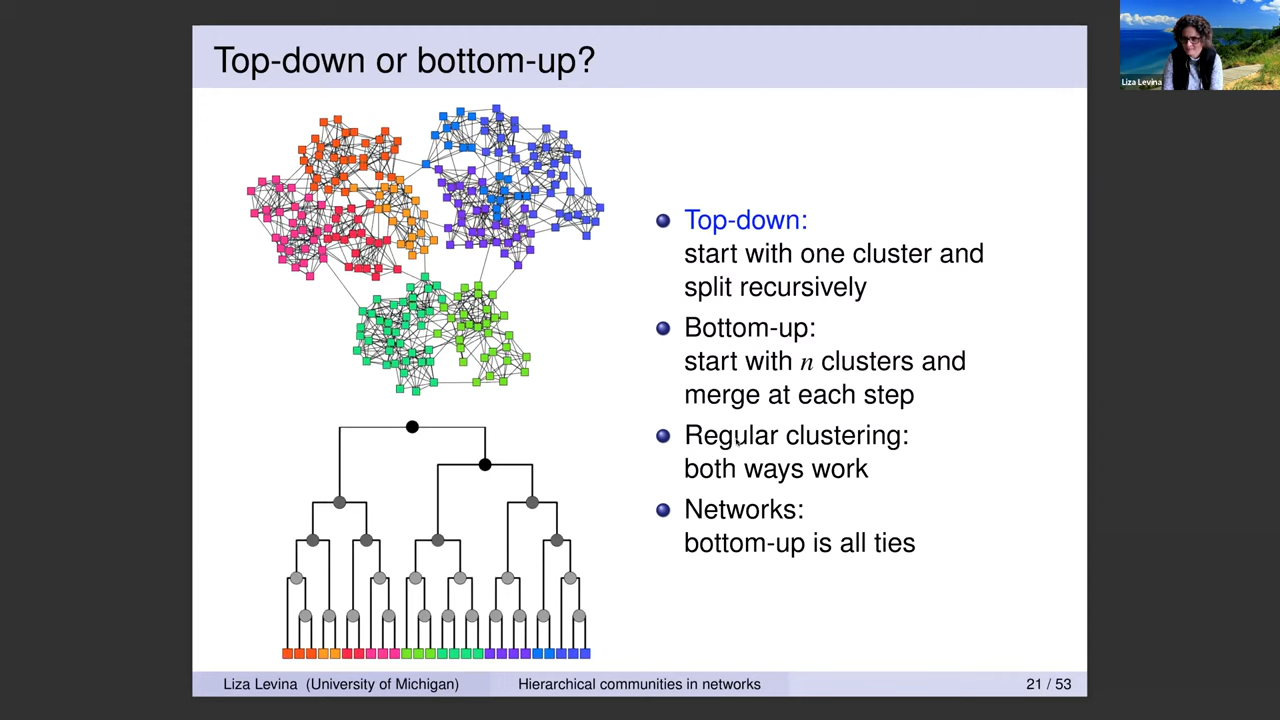 Top-down or bottom-up?
Liza Levina
Top-down:
start with one cluster and
split recursively
Bottom-up:
start with n clusters and
merge at each step
Regular clustering:
both ways work
Networks:
bottom-up is all ties
Liza Levina (University of Michigan)
Hierarchical communities in networks
21 / 53